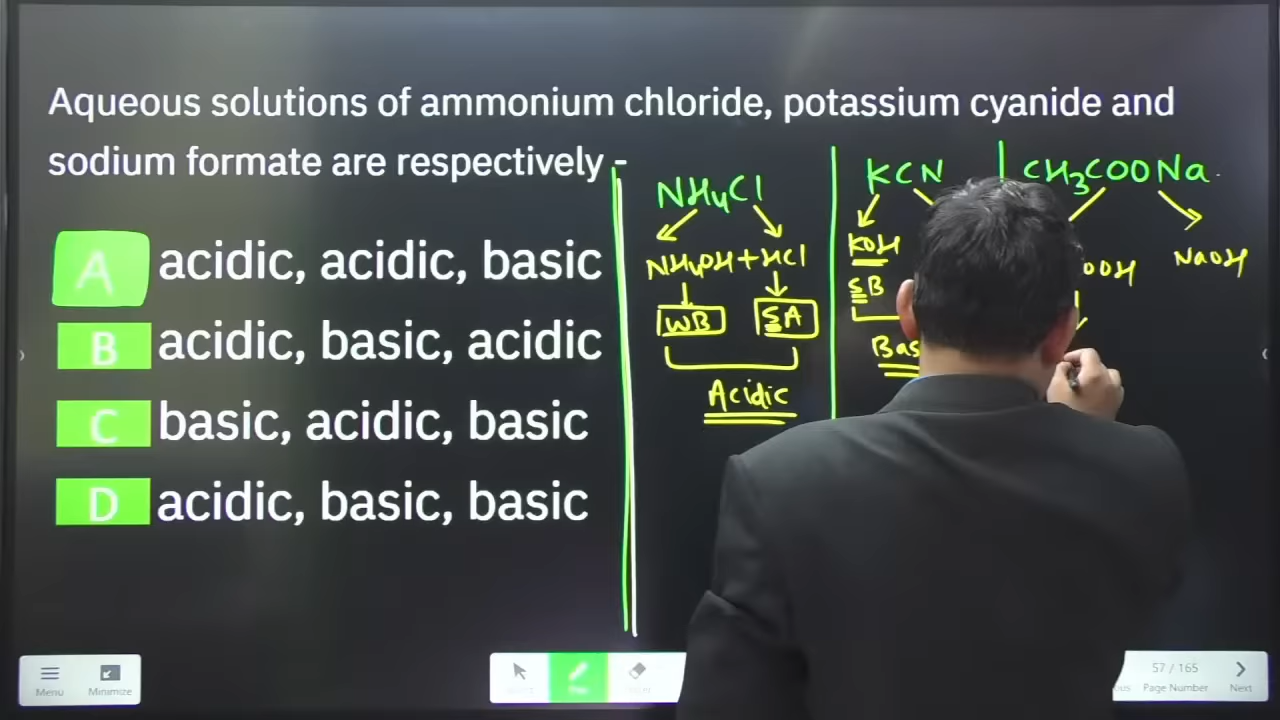 Aqueous solutions of ammonium chloride, potassium cyanide and
sodium formate are respectively -
A acidic, acidic, basic
B acidic, basic, acidic
C basic, acidic, basic
D acidic, basic, basic
NH4Cl
NH4OH + HCl
WB SA
Acidic
KCN
KOH
SB
Bas
CH3COONa
OOH NaOH
Menu
Minimize
57 / 165
Page Number
Next